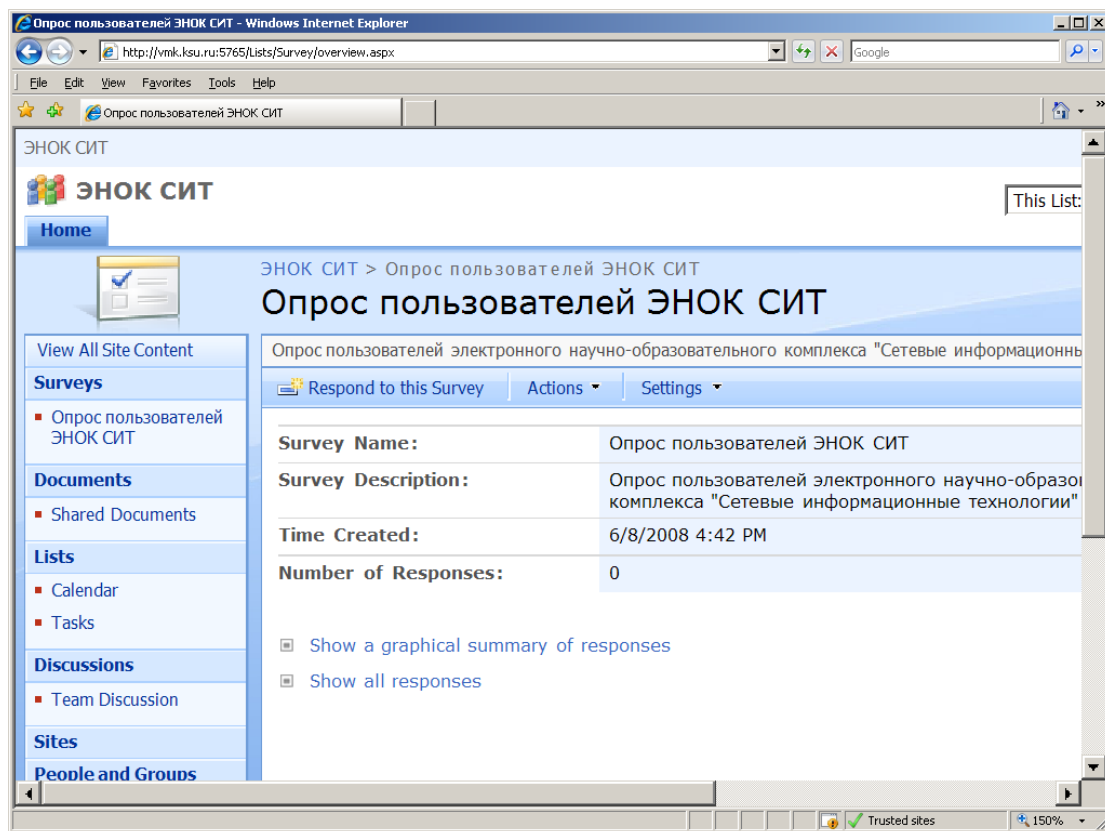 Опрос пользователей ЭНОК СИТ - Windows Internet Explorer
http://vmk.ksu.ru:5765/Lists/Survey/overview.aspx
Google
File Edit View Favorites Tools Help
Опрос пользователей ЭНОК СИТ
ЭНОК СИТ
ЭНОК СИТ
This List:
Home
ЭНОК СИТ > Опрос пользователей ЭНОК СИТ
Опрос пользователей ЭНОК СИТ
View All Site Content
Surveys
Опрос пользователей
ЭНОК СИТ
Documents
Shared Documents
Lists
Calendar
Tasks
Discussions
Team Discussion
Sites
People and Groups
Опрос пользователей электронного научно-образовательного комплекса "Сетевые информационны
Respond to this Survey Actions Settings
Survey Name: Опрос пользователей ЭНОК СИТ
Survey Description: Опрос пользователей электронного научно-образо
комплекса "Сетевые информационные технологии"
Time Created: 6/8/2008 4:42 PM
Number of Responses: 0
Show a graphical summary of responses
Show all responses
Trusted sites 150%